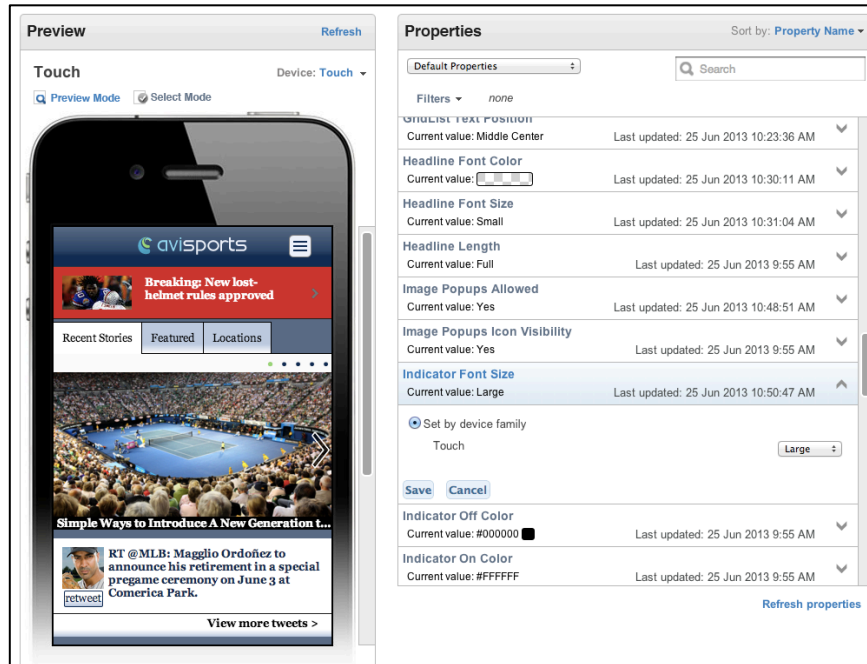 Preview
Refresh
Touch
Device: Touch
Preview Mode
Select Mode
avisports
Breaking: New lost-
helmet rules approved
Recent Stories
Featured
Locations
Simple Ways to Introduce A New Generation t...
RT @MLB: Magglio Ordoñez to
announce his retirement in a special
pregame ceremony on June 3 at
Comerica Park.
retweet
View more tweets >
Properties
Sort by: Property Name
Default Properties
Search
Filters
none
GridList Text Position
Current value: Middle Center
Last updated: 25 Jun 2013 10:23:36 AM
Headline Font Color
Current value:
Last updated: 25 Jun 2013 10:30:11 AM
Headline Font Size
Current value: Small
Last updated: 25 Jun 2013 10:31:04 AM
Headline Length
Current value: Full
Last updated: 25 Jun 2013 9:55 AM
Image Popups Allowed
Current value: Yes
Last updated: 25 Jun 2013 10:48:51 AM
Image Popups Icon Visibility
Current value: Yes
Last updated: 25 Jun 2013 9:55 AM
Indicator Font Size
Current value: Large
Last updated: 25 Jun 2013 10:50:47 AM
Set by device family
Touch
Large
Save
Cancel
Indicator Off Color
Current value: #000000
Last updated: 25 Jun 2013 9:55 AM
Indicator On Color
Current value: #FFFFFF
Last updated: 25 Jun 2013 9:55 AM
Refresh properties